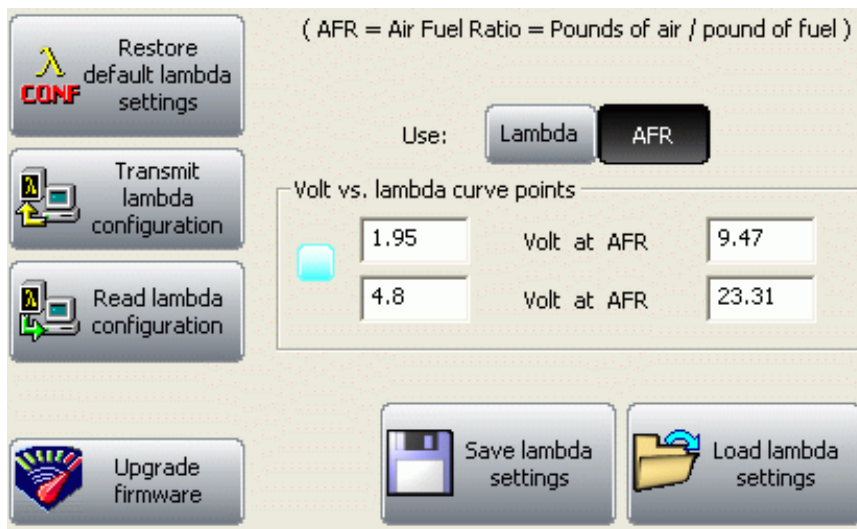 ( AFR = Air Fuel Ratio = Pounds of air / pound of fuel )
λ
CONF
Restore
default lambda
settings
Use:
Lambda
AFR
Transmit
lambda
configuration
Volt vs. lambda curve points
1.95 Volt at AFR 9.47
4.8 Volt at AFR 23.31
Read lambda
configuration
Upgrade
firmware
Save lambda
settings
Load lambda
settings